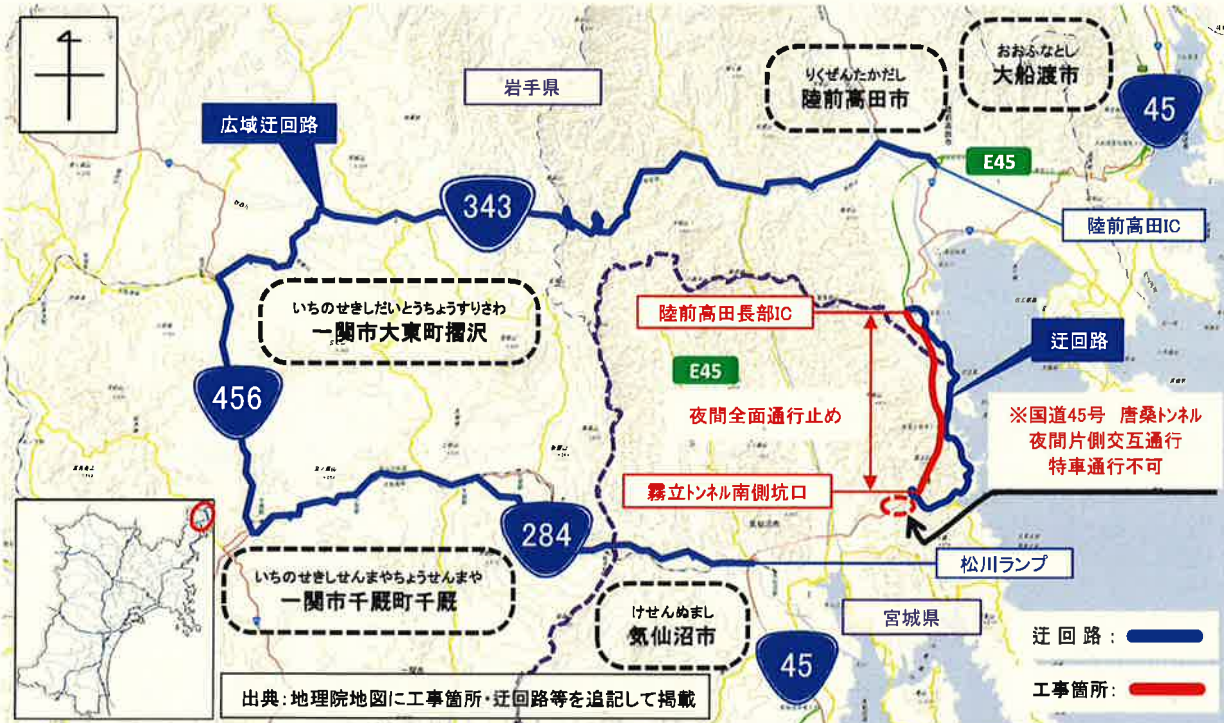 おおふなとし
大船渡市
りくぜんたかだし
陸前高田市
岩手県
45
広域迂回路
E45
343
陸前高田IC
いちのせきしだいとうちょうすりさわ
一関市大東町摺沢
陸前高田長部IC
迂回路
E45
456
夜間全面通行止め
※国道45号 唐桑トンネル
夜間片側交互通行
特車通行不可
霧立トンネル南側坑口
284
松川ランプ
いちのせきしせんまやちょうせんまや
一関市千厩町千厩
けせんぬまし
気仙沼市
宮城県
45
迂回路:
工事箇所:
出典:地理院地図に工事箇所・迂回路等を追記して掲載